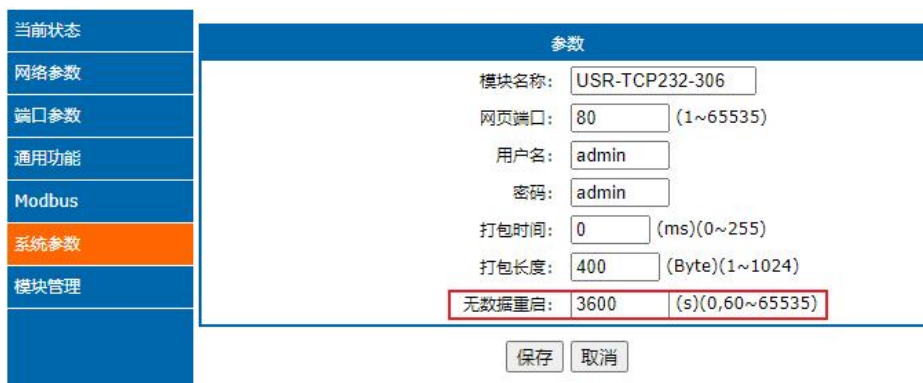 当前状态
网络参数
端口参数
通用功能
Modbus
系统参数
模块管理
参数
模块名称: USR-TCP232-306
网页端口: 80 (1~65535)
用户名: admin
密码: admin
打包时间: 0 (ms)(0~255)
打包长度: 400 (Byte)(1~1024)
无数据重启: 3600 (s)(0,60~65535)
保存 取消